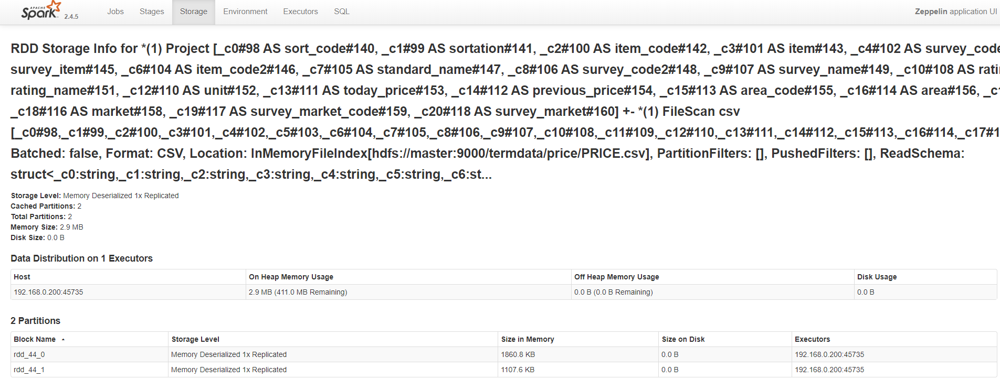 APACHE
Spark 2.4.5 Jobs Stages Storage Environment Executors SQL Zeppelin application UI
RDD Storage Info for *(1) Project [_c0#98 AS sort_code#140, _c1#99 AS sortation#141, _c2#100 AS item_code#142, _c3#101 AS item#143, _c4#102 AS survey_code
survey_item#145, _c6#104 AS item_code2#146, _c7#105 AS standard_name#147, _c8#106 AS survey_code2#148, _c9#107 AS survey_name#149, _c10#108 AS rati
rating_name#151, _c12#110 AS unit#152, _c13#111 AS today_price#153, _c14#112 AS previous_price#154, _c15#113 AS area_code#155, _c16#114 AS area#156, _c1
_c18#116 AS market#158, _c19#117 AS survey_market_code#159, _c20#118 AS survey_market#160] +- *(1) FileScan csv
[_c0#98,_c1#99,_c2#100,_c3#101,_c4#102,_c5#103,_c6#104,_c7#105,_c8#106,_c9#107,_c10#108,_c11#109,_c12#110,_c13#111,_c14#112,_c15#113,_c16#114,_c17#1
Batched: false, Format: CSV, Location: InMemoryFileIndex[hdfs://master:9000/termdata/price/PRICE.csv], PartitionFilters: [], PushedFilters: [], ReadSchema:
struct<_c0:string,_c1:string,_c2:string,_c3:string,_c4:string,_c5:string,_c6:st...
Storage Level: Memory Deserialized 1x Replicated
Cached Partitions: 2
Total Partitions: 2
Memory Size: 2.9 MB
Disk Size: 0.0 B
Data Distribution on 1 Executors
Host On Heap Memory Usage Off Heap Memory Usage Disk Usage
192.168.0.200:45735 2.9 MB (411.0 MB Remaining) 0.0 B (0.0 B Remaining) 0.0 B
2 Partitions
Block Name Storage Level Size in Memory Size on Disk Executors
rdd_44_0 Memory Deserialized 1x Replicated 1860.8 KB 0.0 B 192.168.0.200:45735
rdd_44_1 Memory Deserialized 1x Replicated 1107.6 KB 0.0 B 192.168.0.200:45735